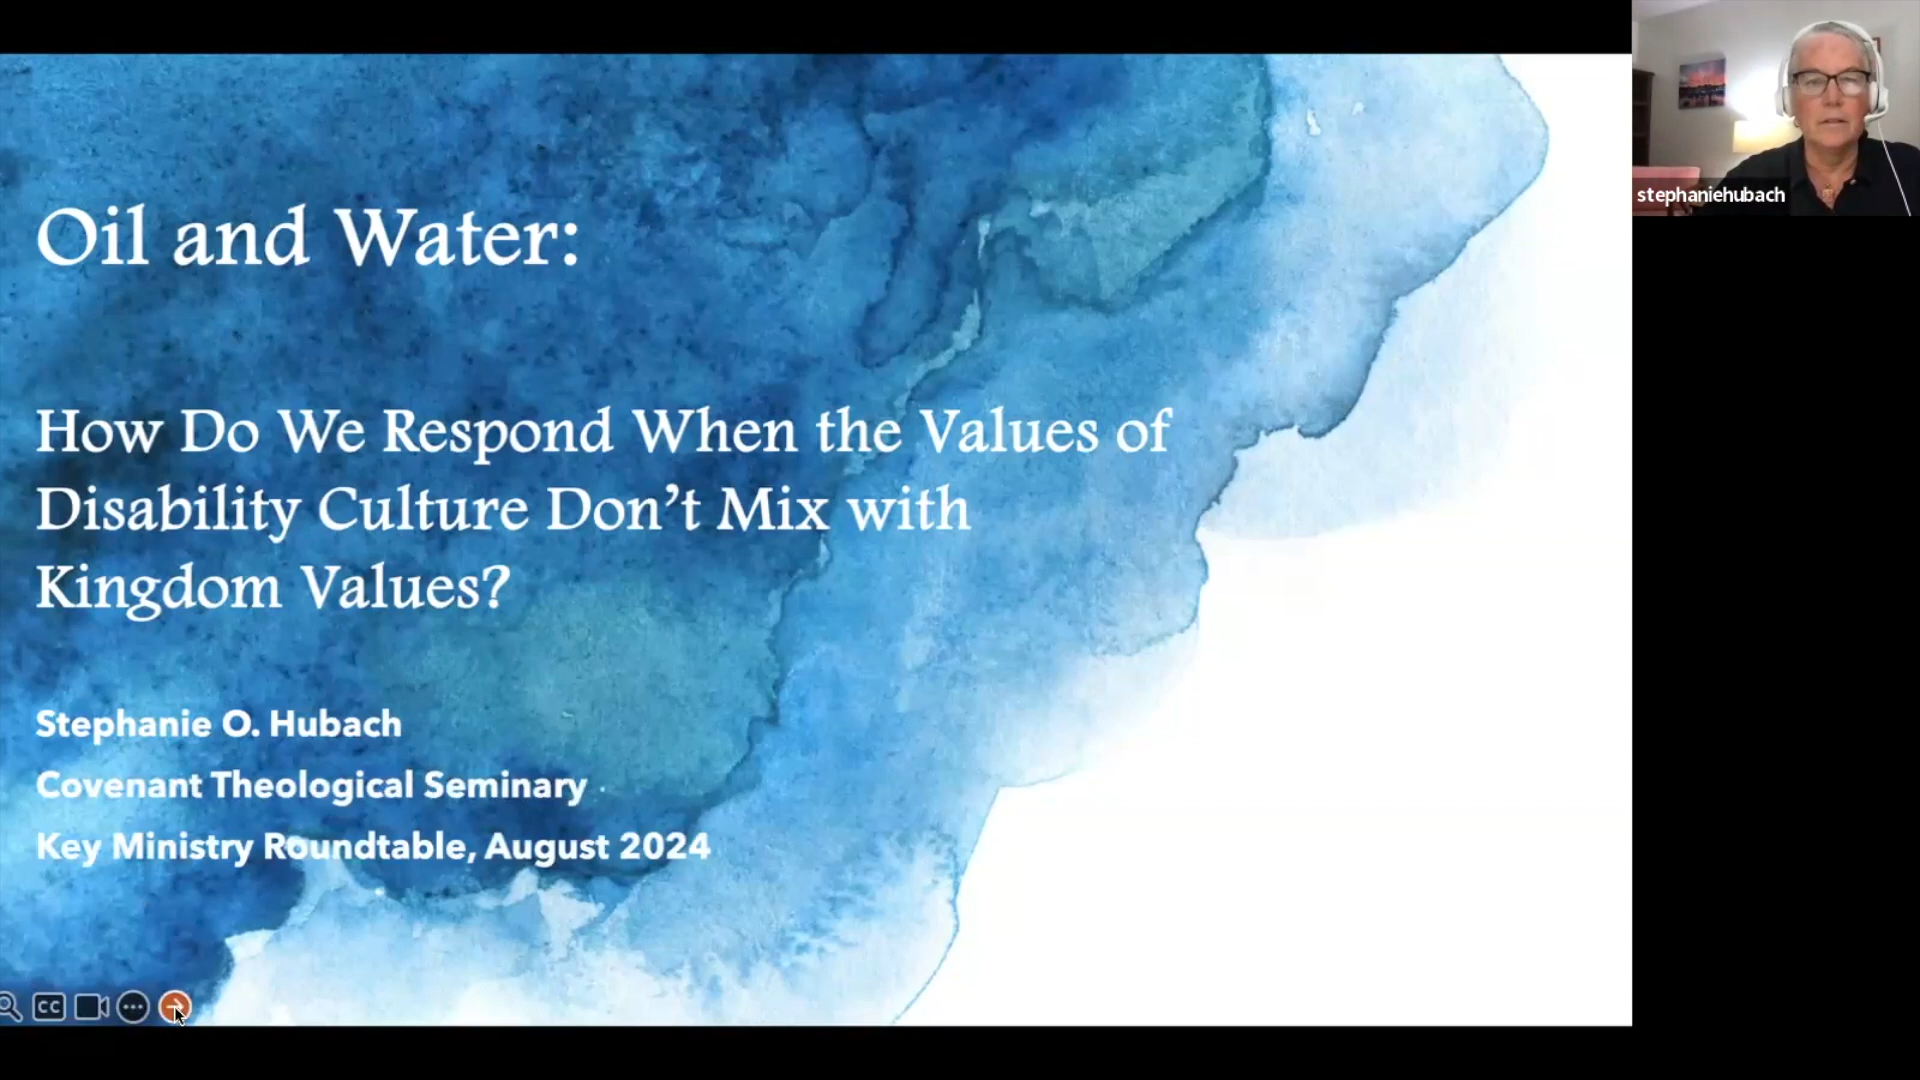 Oil and Water:
How Do We Respond When the Values of
Disability Culture Don’t Mix with
Kingdom Values?
Stephanie O. Hubach
Covenant Theological Seminary
Key Ministry Roundtable, August 2024
CC
stephaniehubach